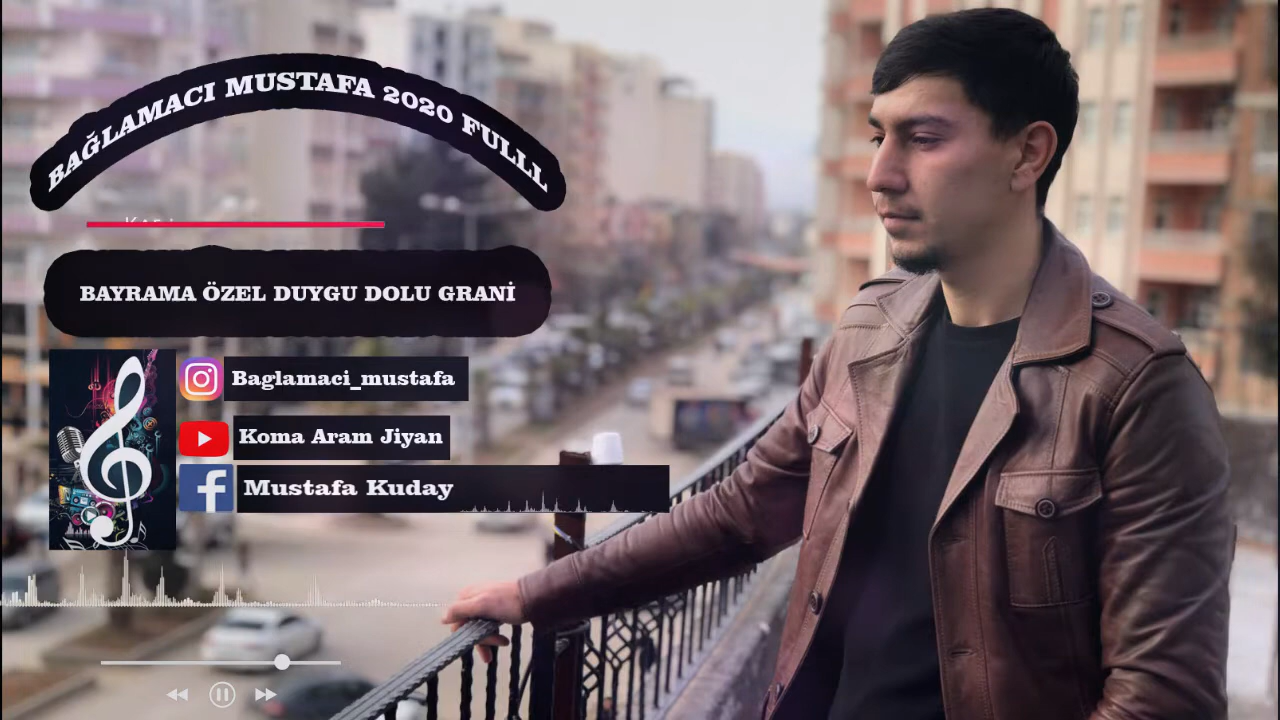 BAĞLAMACI MUSTAFA 2020 FULLL
BAYRAMA ÖZEL DUYGU DOLU GRANİ
Baglamaci_mustafa
Koma Aram Jiyan
Mustafa Kuday